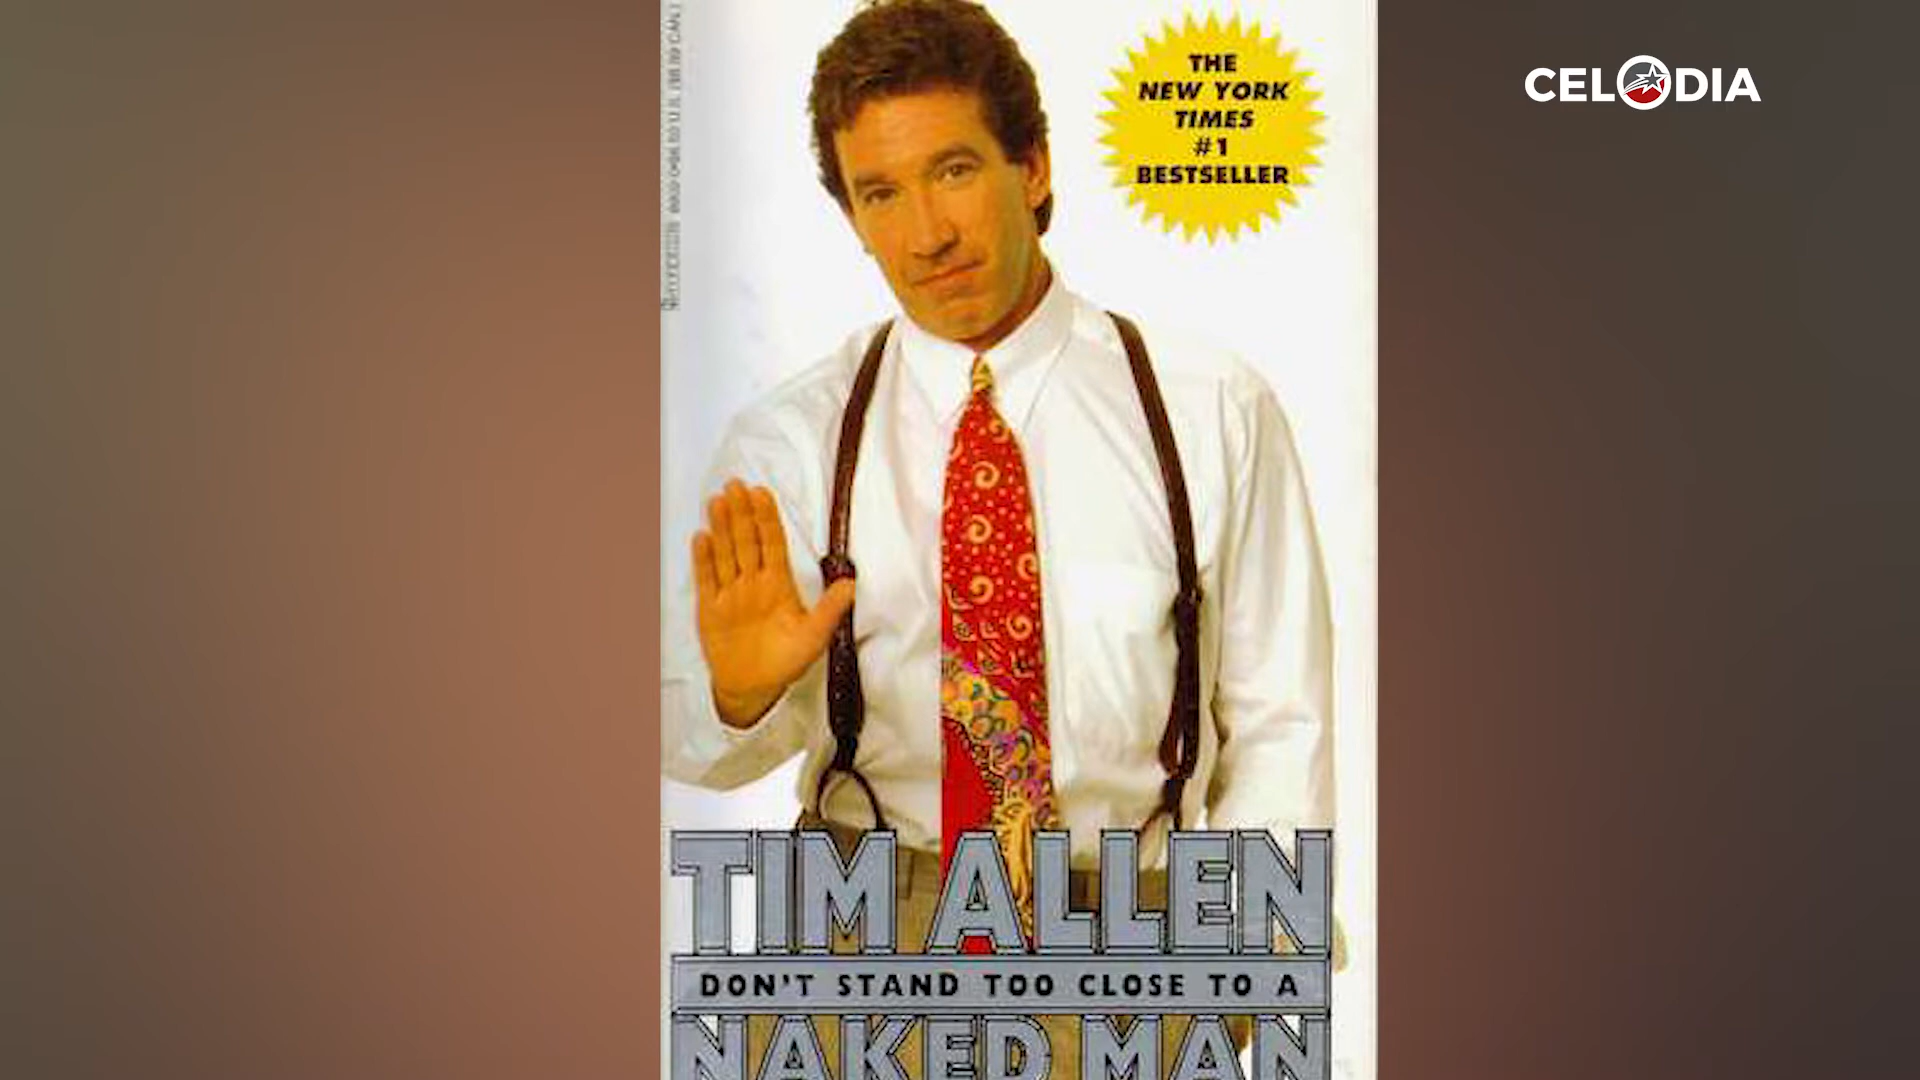 THE
NEW YORK
TIMES
#1
BESTSELLER
CELODIA
TIM ALLEN
DON'T STAND TOO CLOSE TO A
NAKED MAN